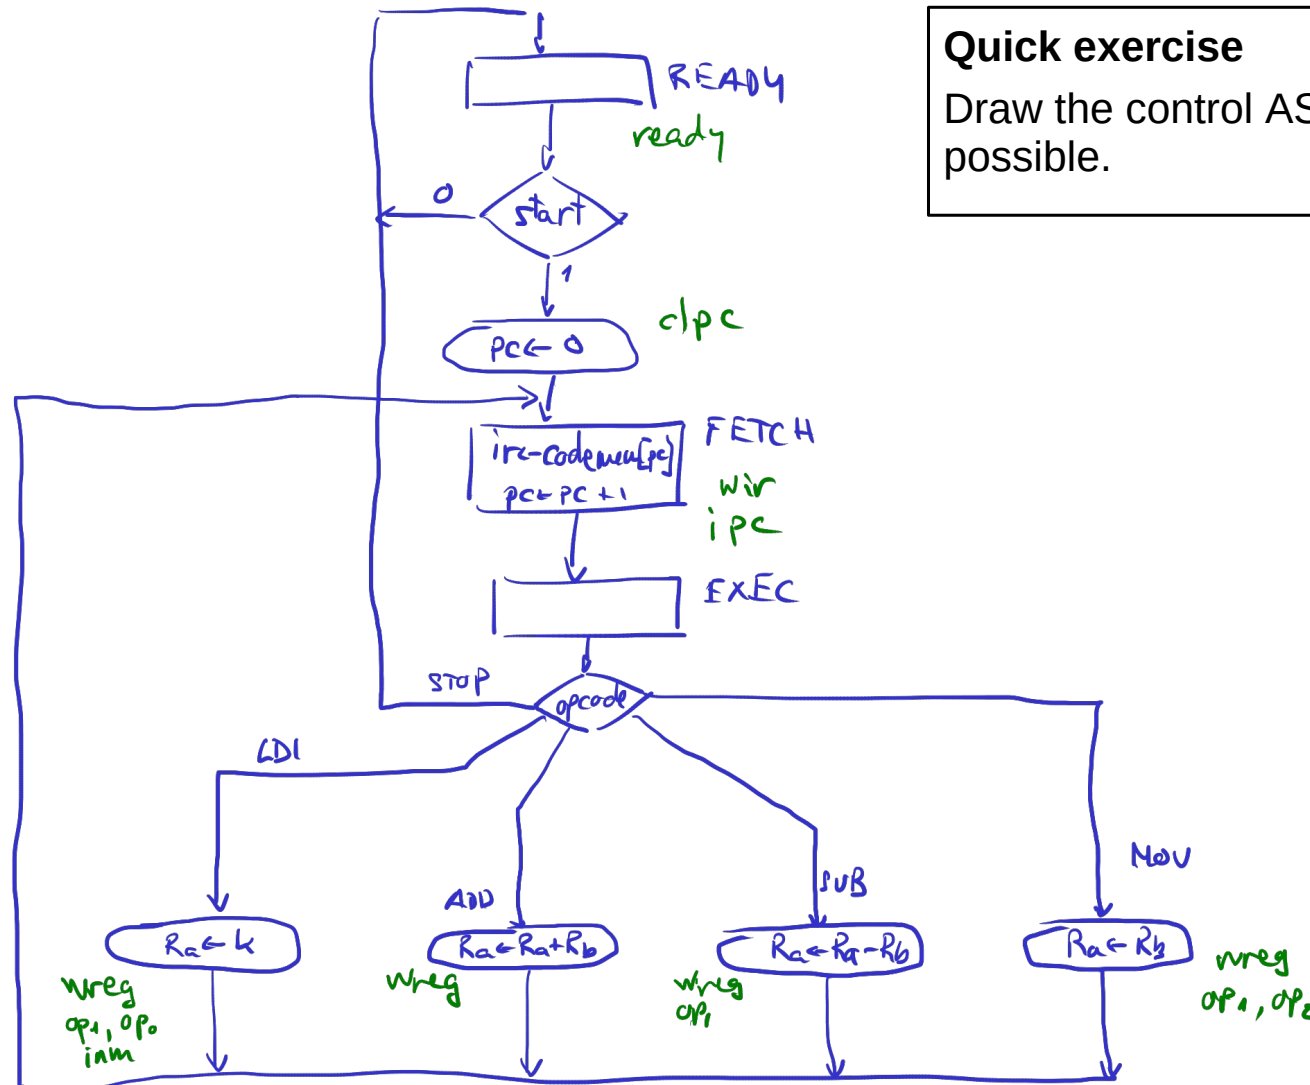 Quick exercise
Draw the control AS
possible.
READY
ready
start
0
1
clpc
pc ← 0
FETCH
ir←codemem[pc]
pc← pc +1
wir
ipc
EXEC
opcode
STOP
LDI
ADD
SUB
MOV
Ra ← k
Ra ← Ra+Rb
Ra←Ra-Rb
Ra← Rb
wreg
op1, op0
inm
wreg
wreg
op1
wreg